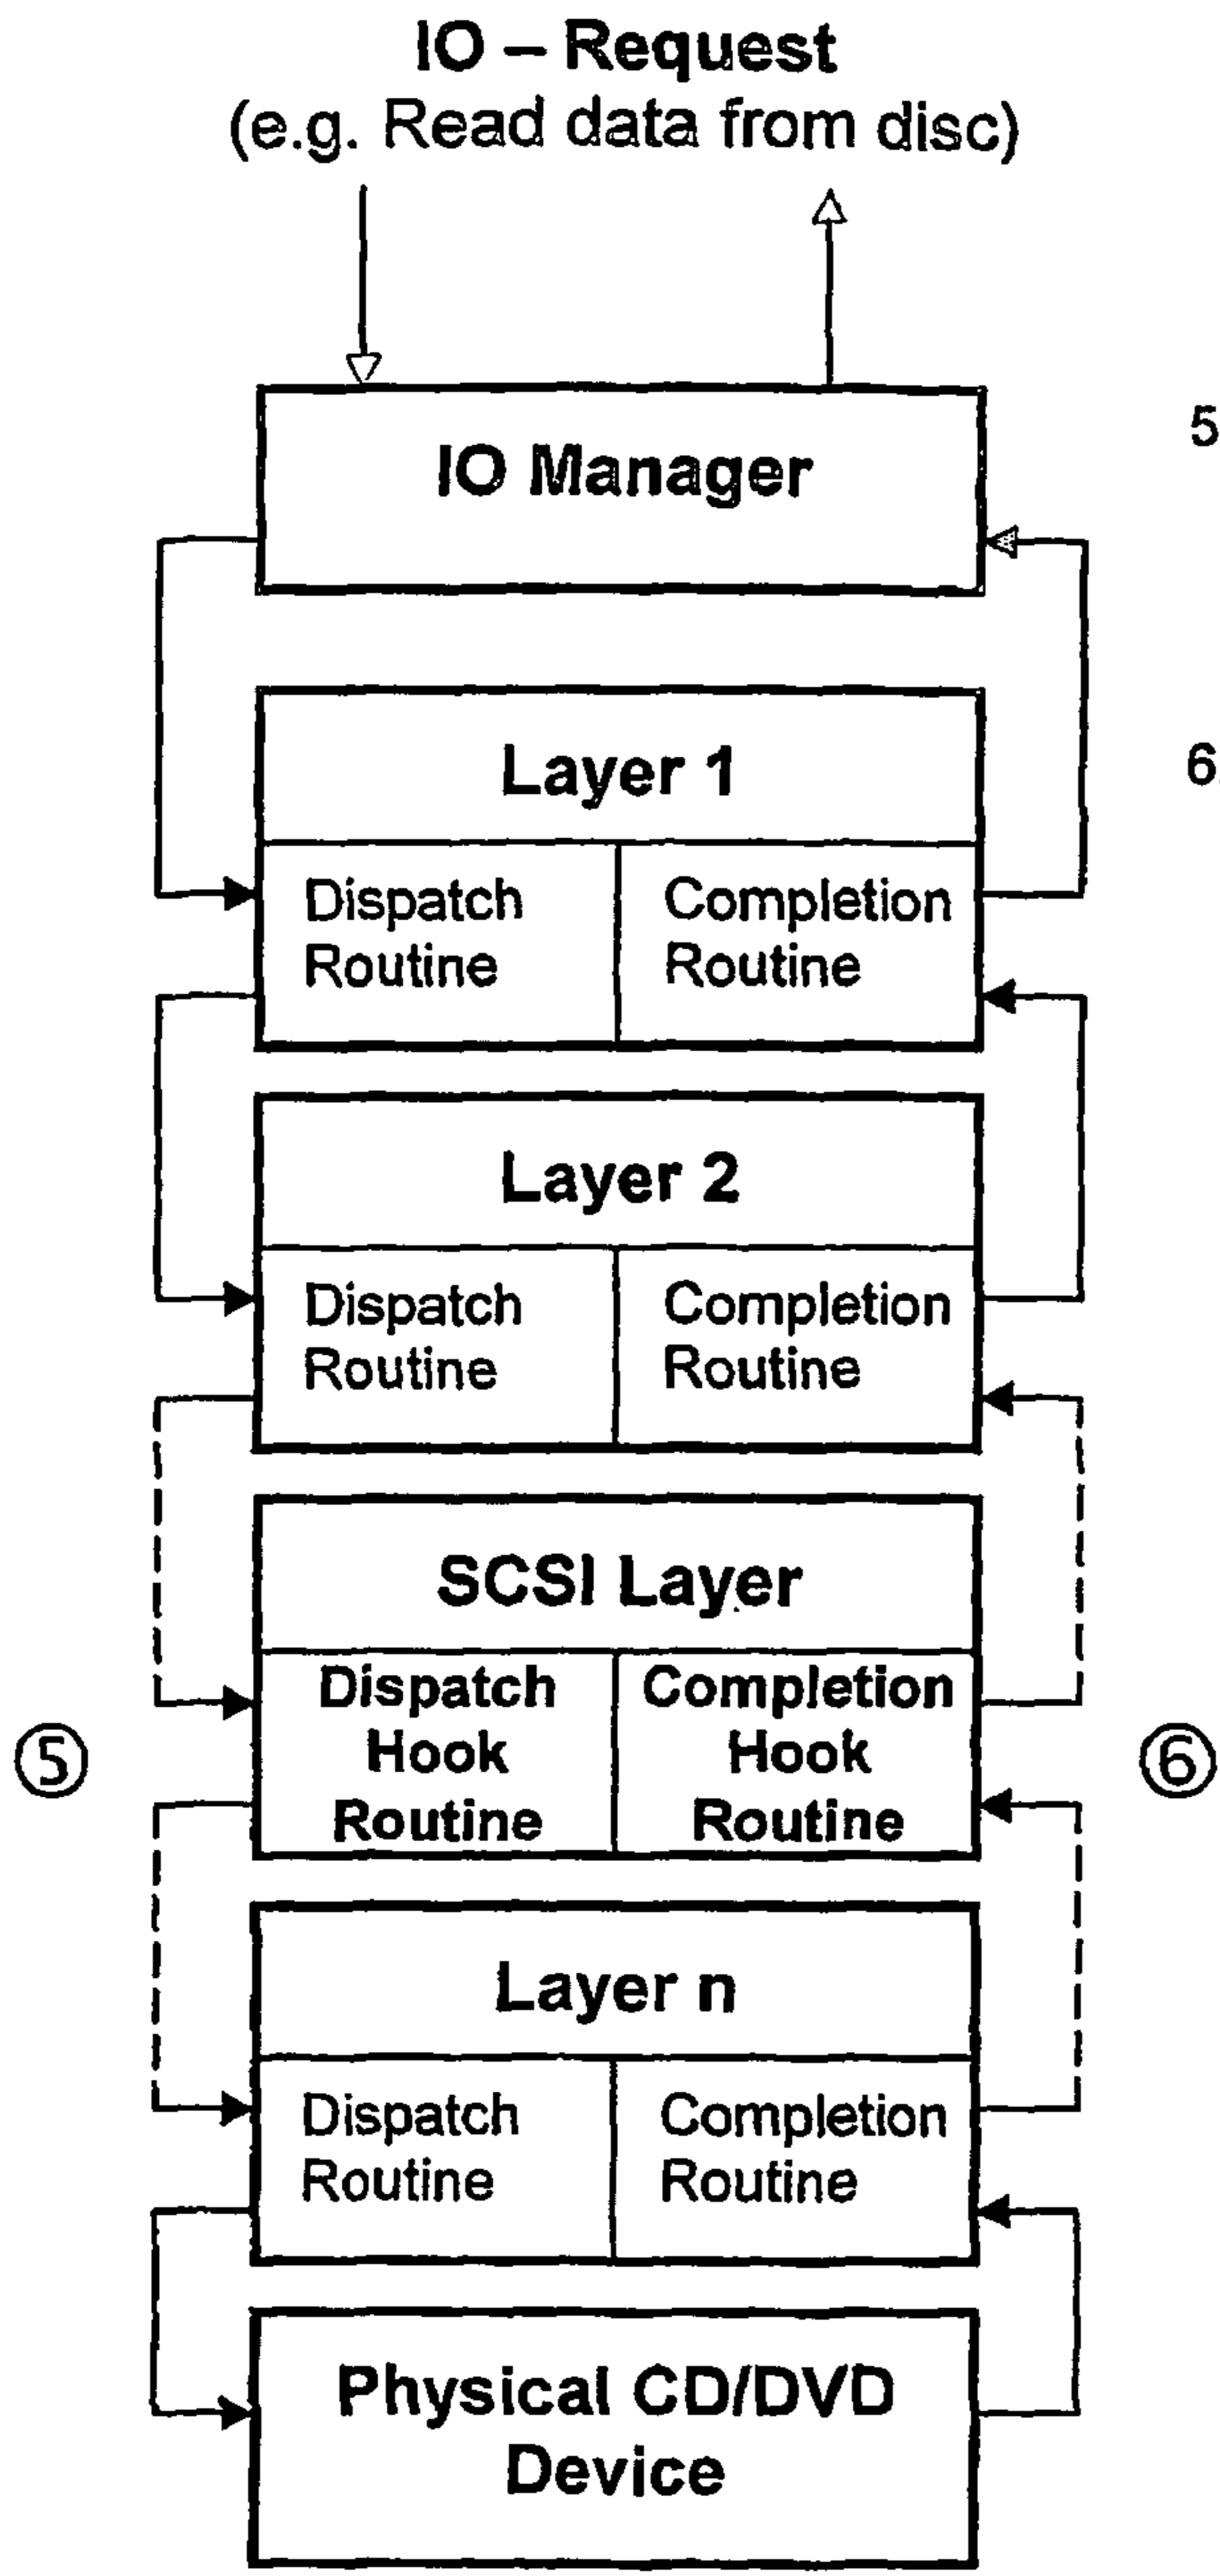 IO – Request
(e.g. Read data from disc)
IO Manager
5
Layer 1
6.
Dispatch
Routine
Completion
Routine
Layer 2
Dispatch
Routine
Completion
Routine
SCSI Layer
Dispatch
Hook
Routine
Completion
Hook
Routine
⑤
⑥
Layer n
Dispatch
Routine
Completion
Routine
Physical CD/DVD
Device